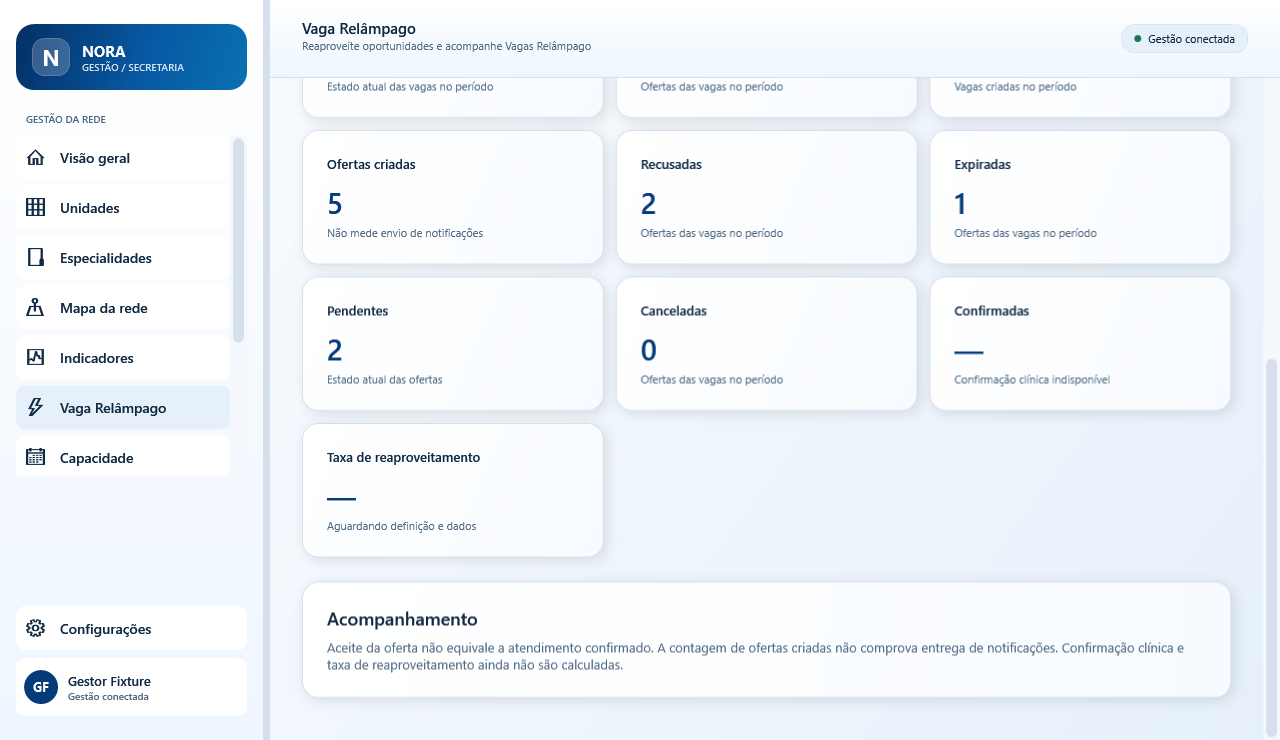 N
NORA
GESTÃO / SECRETARIA
GESTÃO DA REDE
Visão geral
Unidades
Especialidades
Mapa da rede
Indicadores
Vaga Relâmpago
Capacidade
Configurações
GF
Gestor Fixture
Gestão conectada
Vaga Relâmpago
Reaproveite oportunidades e acompanhe Vagas Relâmpago
Gestão conectada
Estado atual das vagas no período
Ofertas das vagas no período
Vagas criadas no período
Ofertas criadas
5
Não mede envio de notificações
Recusadas
2
Ofertas das vagas no período
Expiradas
1
Ofertas das vagas no período
Pendentes
2
Estado atual das ofertas
Canceladas
0
Ofertas das vagas no período
Confirmadas
—
Confirmação clínica indisponível
Taxa de reaproveitamento
—
Aguardando definição e dados
Acompanhamento
Aceite da oferta não equivale a atendimento confirmado. A contagem de ofertas criadas não comprova entrega de notificações. Confirmação clínica e
taxa de reaproveitamento ainda não são calculadas.